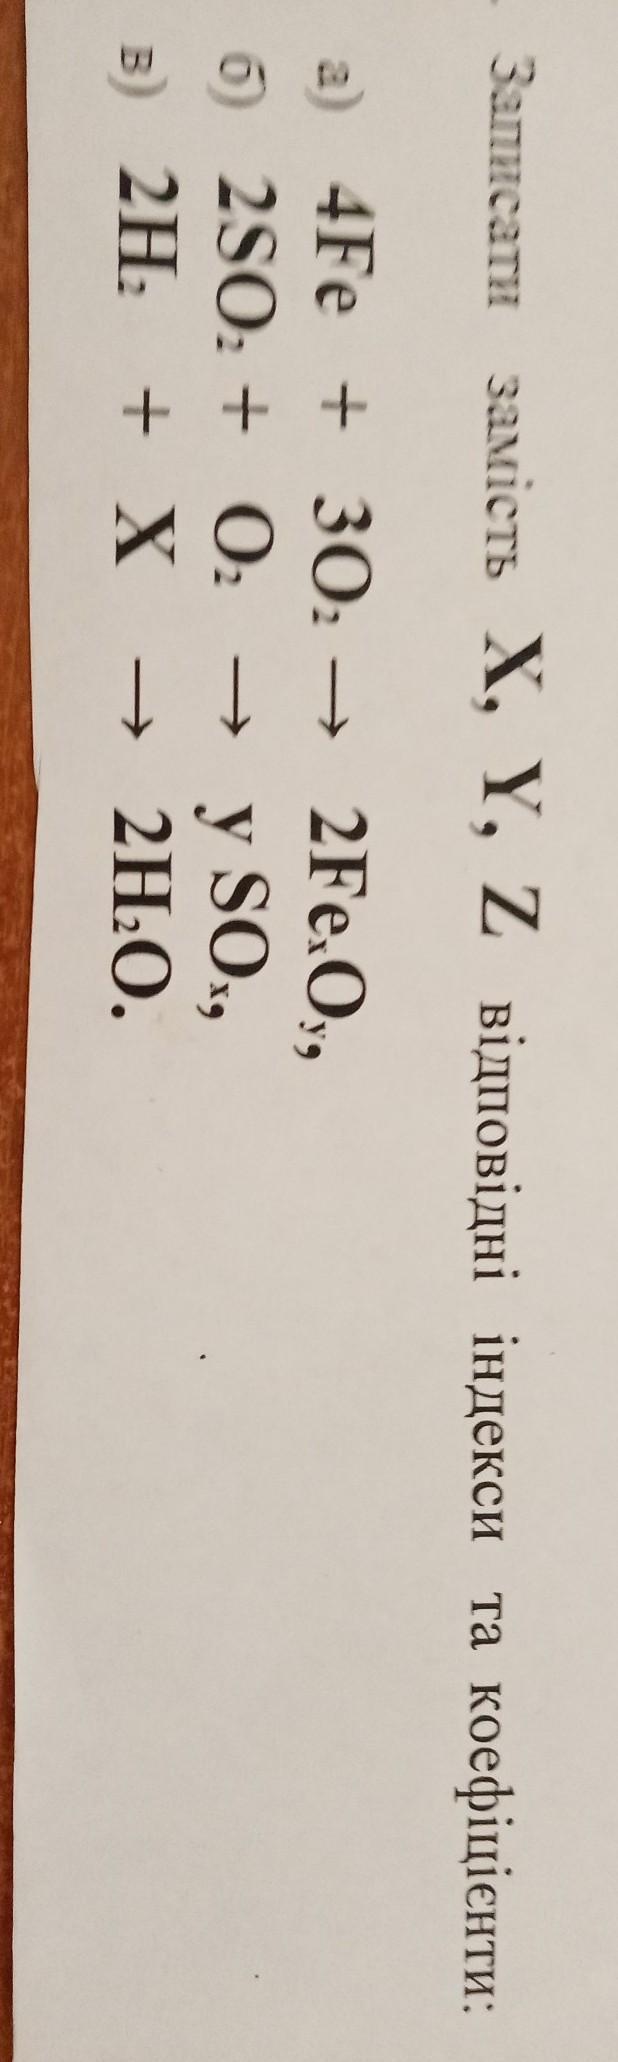 Записати замість X, Y, Z відповідні індекси та коефіцієнти:
а) 4Fe + 3O₂ → 2FeₓOᵧ,
б) 2SO₂ + O₂ → y SOₓ,
в) 2H₂ + X → 2H₂O.